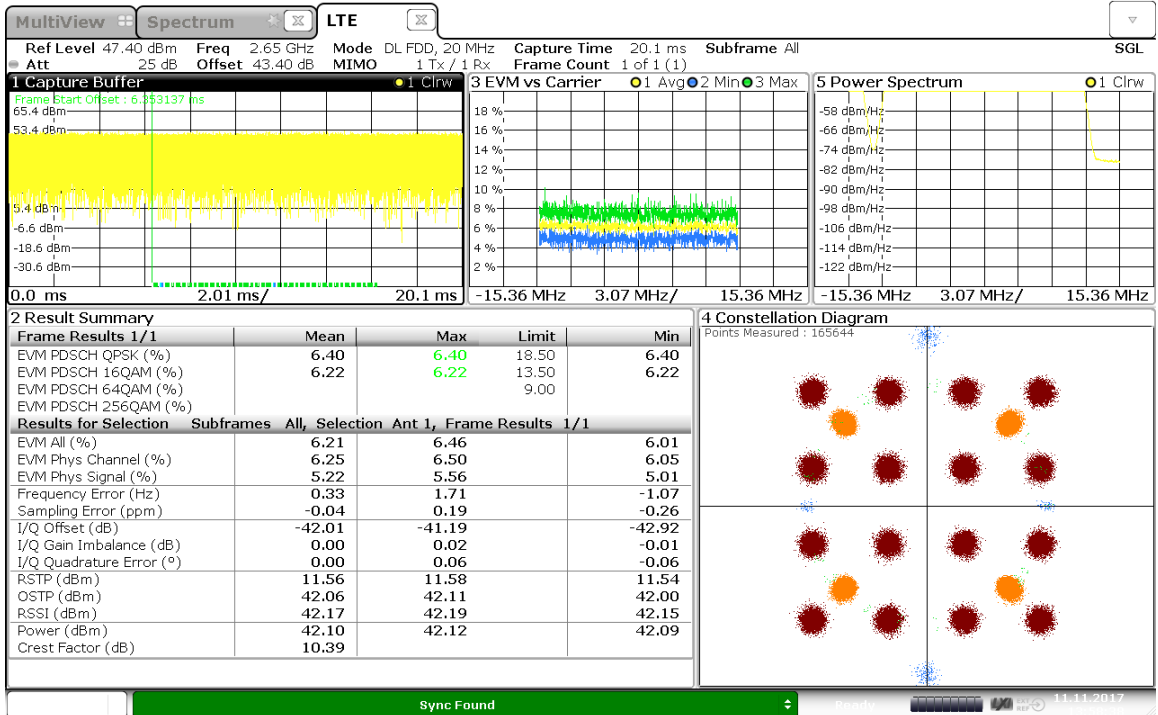 MultiView Spectrum LTE
Ref Level 47.40 dBm Freq 2.65 GHz Mode DL FDD, 20 MHz Capture Time 20.1 ms Subframe All SGL
Att 25 dB Offset 43.40 dB MIMO 1 Tx / 1 Rx Frame Count 1 of 1 (1)
1 Capture Buffer 1 Clrw
Frame Start Offset : 6.353137 ms
65.4 dBm
53.4 dBm
5.4 dBm
-6.6 dBm
-18.6 dBm
-30.6 dBm
0.0 ms 2.01 ms/ 20.1 ms
3 EVM vs Carrier 1 Avg 2 Min 3 Max
18 %
16 %
14 %
12 %
10 %
8 %
6 %
4 %
2 %
-15.36 MHz 3.07 MHz/ 15.36 MHz
5 Power Spectrum 1 Clrw
-58 dBm/Hz
-66 dBm/Hz
-74 dBm/Hz
-82 dBm/Hz
-90 dBm/Hz
-98 dBm/Hz
-106 dBm/Hz
-114 dBm/Hz
-122 dBm/Hz
-15.36 MHz 3.07 MHz/ 15.36 MHz
2 Result Summary
Frame Results 1/1 Mean Max Limit Min
EVM PDSCH QPSK (%) 6.40 6.40 18.50 6.40
EVM PDSCH 16QAM (%) 6.22 6.22 13.50 6.22
EVM PDSCH 64QAM (%) 9.00
EVM PDSCH 256QAM (%)
Results for Selection Subframes All, Selection Ant 1, Frame Results 1/1
EVM All (%) 6.21 6.46 6.01
EVM Phys Channel (%) 6.25 6.50 6.05
EVM Phys Signal (%) 5.22 5.56 5.01
Frequency Error (Hz) 0.33 1.71 -1.07
Sampling Error (ppm) -0.04 0.19 -0.26
I/Q Offset (dB) -42.01 -41.19 -42.92
I/Q Gain Imbalance (dB) 0.00 0.02 -0.01
I/Q Quadrature Error (º) 0.00 0.06 -0.06
RSTP (dBm) 11.56 11.58 11.54
OSTP (dBm) 42.06 42.11 42.00
RSSI (dBm) 42.17 42.19 42.15
Power (dBm) 42.10 42.12 42.09
Crest Factor (dB) 10.39
4 Constellation Diagram
Points Measured : 165644
Sync Found Ready LXI EXT REF 11.11.2017